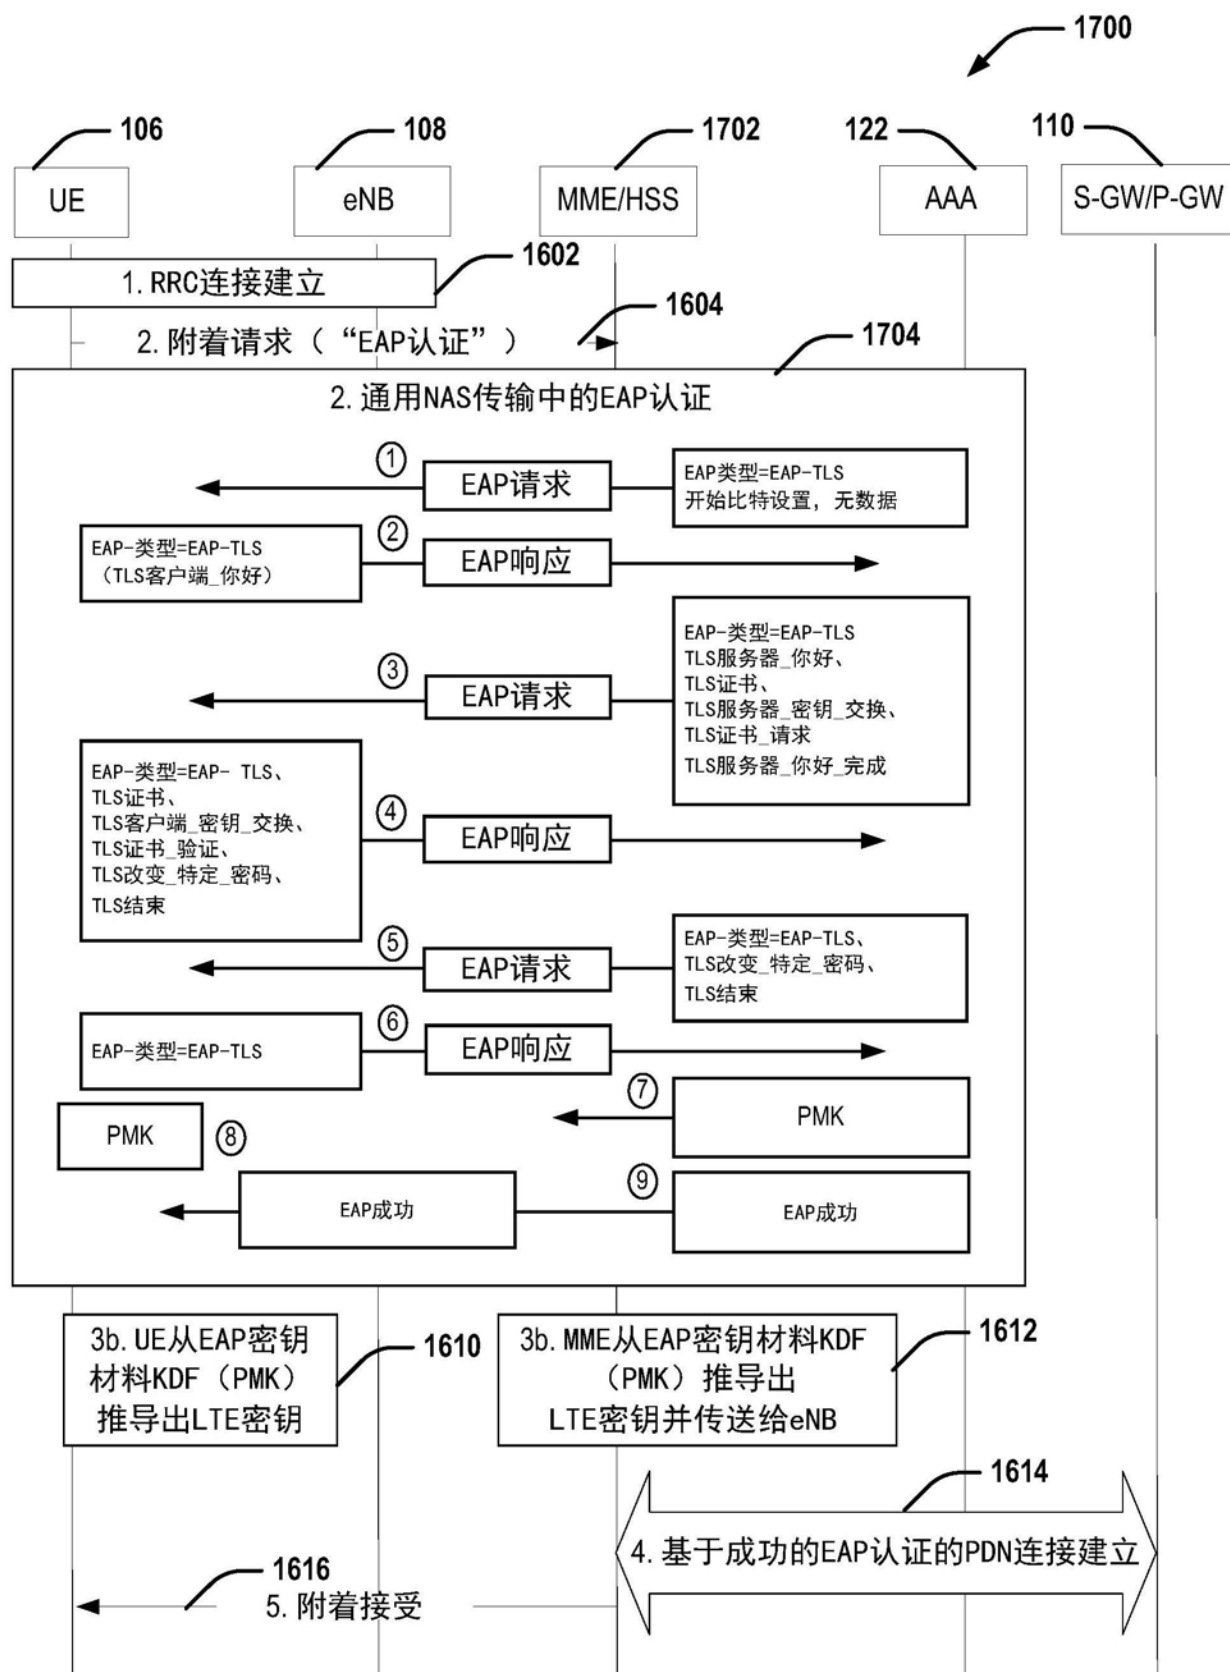 1700
106
108
1702
122
110
UE
eNB
MME/HSS
AAA
S-GW/P-GW
1602
1. RRC连接建立
1604
2. 附着请求（“EAP认证”）
1704
2. 通用NAS传输中的EAP认证
①
EAP请求
EAP类型=EAP-TLS
开始比特设置，无数据
EAP-类型=EAP-TLS
（TLS客户端_你好）
②
EAP响应
③
EAP请求
EAP-类型=EAP-TLS
TLS服务器_你好、
TLS证书、
TLS服务器_密钥_交换、
TLS证书_请求
TLS服务器_你好_完成
EAP-类型=EAP- TLS、
TLS证书、
TLS客户端_密钥_交换、
TLS证书_验证、
TLS改变_特定_密码、
TLS结束
④
EAP响应
⑤
EAP请求
EAP-类型=EAP-TLS、
TLS改变_特定_密码、
TLS结束
EAP-类型=EAP-TLS
⑥
EAP响应
⑦
PMK
PMK
⑧
EAP成功
⑨
EAP成功
3b. UE从EAP密钥
材料KDF（PMK）
推导出LTE密钥
1610
3b. MME从EAP密钥材料KDF
（PMK）推导出
LTE密钥并传送给eNB
1612
1614
4. 基于成功的EAP认证的PDN连接建立
1616
5. 附着接受